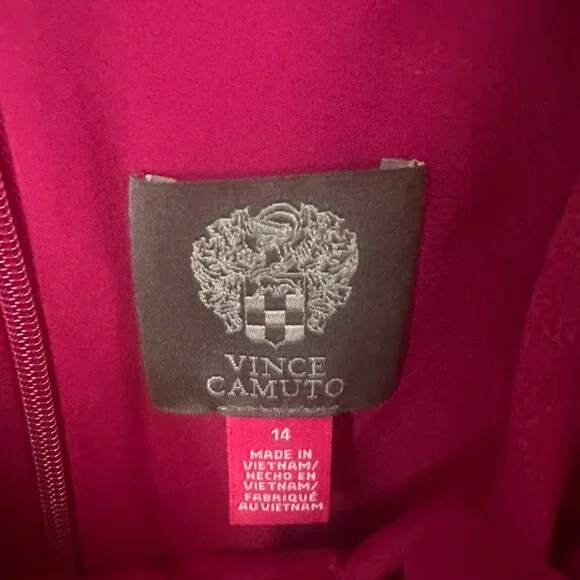 VINCE
CAMUTO
14
MADE IN
VIETNAM/
HECHO EN
VIETNAM/
FABRIQUÉ
AU VIETNAM